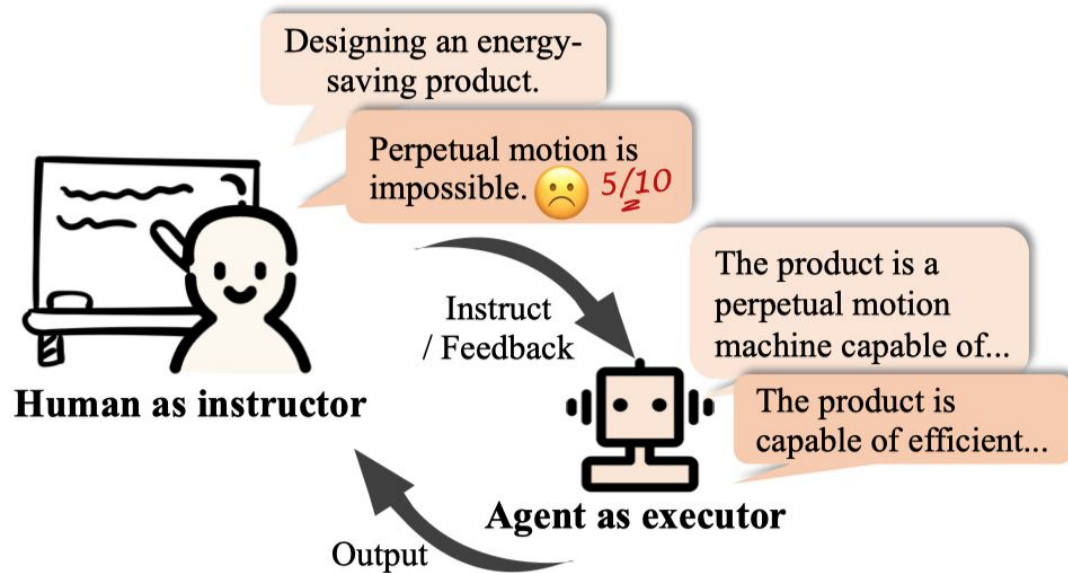 Designing an energy-
saving product.
Perpetual motion is
impossible. 5/10
Instruct
/ Feedback
Human as instructor
The product is a
perpetual motion
machine capable of...
The product is
capable of efficient...
Agent as executor
Output